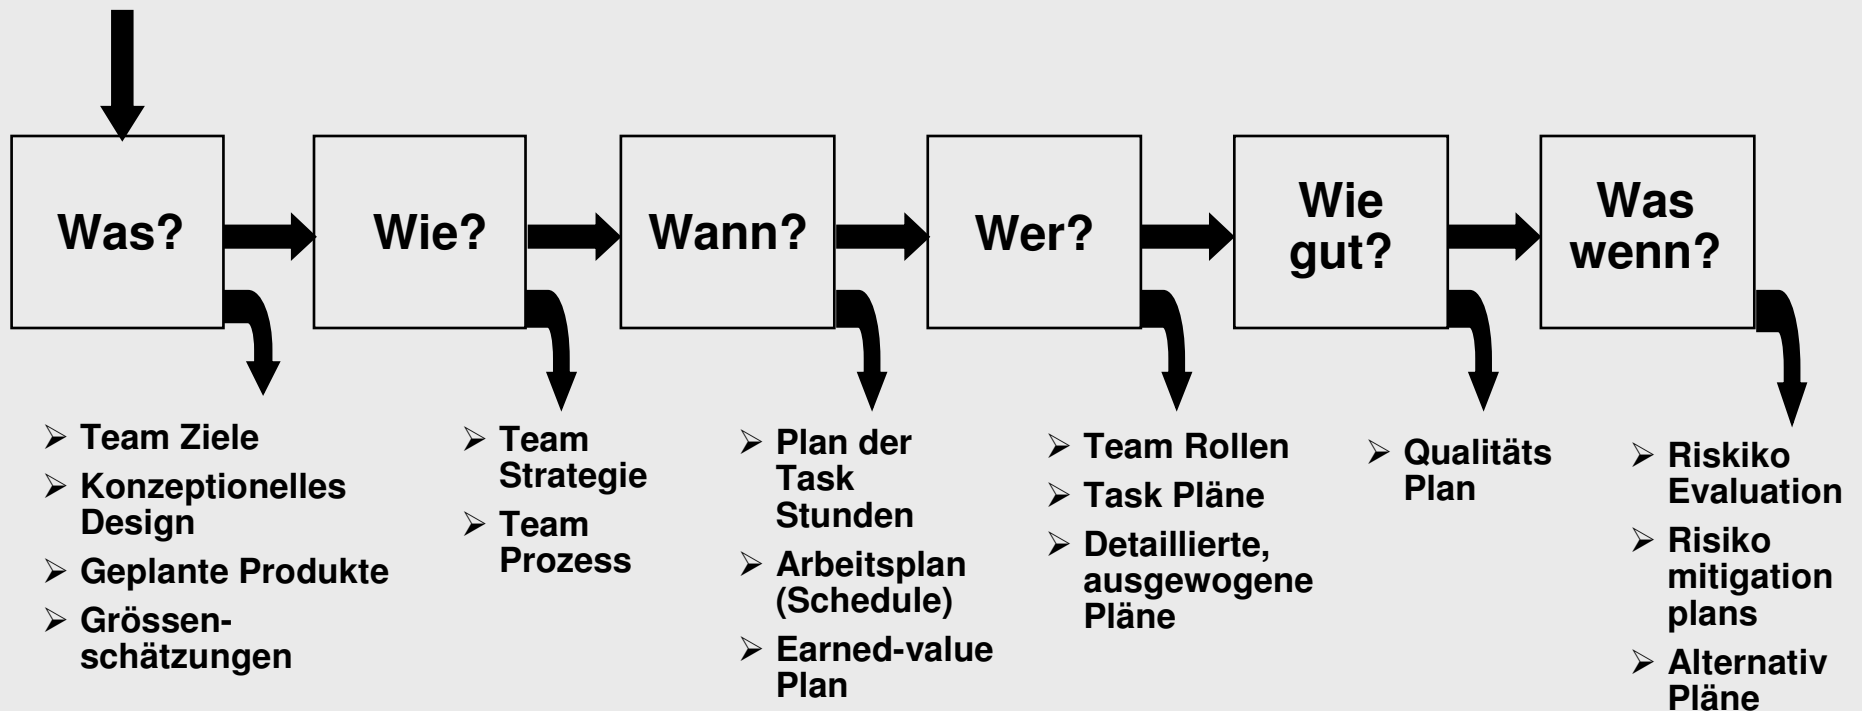 Was?
Wie?
Wann?
Wer?
Wie
gut?
Was
wenn?
➢ Team Ziele
➢ Konzeptionelles
Design
➢ Geplante Produkte
➢ Grössen-
schätzungen
➢ Team
Strategie
➢ Team
Prozess
➢ Plan der
Task
Stunden
➢ Arbeitsplan
(Schedule)
➢ Earned-value
Plan
➢ Team Rollen
➢ Task Pläne
➢ Detaillierte,
ausgewogene
Pläne
➢ Qualitäts
Plan
➢ Riskiko
Evaluation
➢ Risiko
mitigation
plans
➢ Alternativ
Pläne